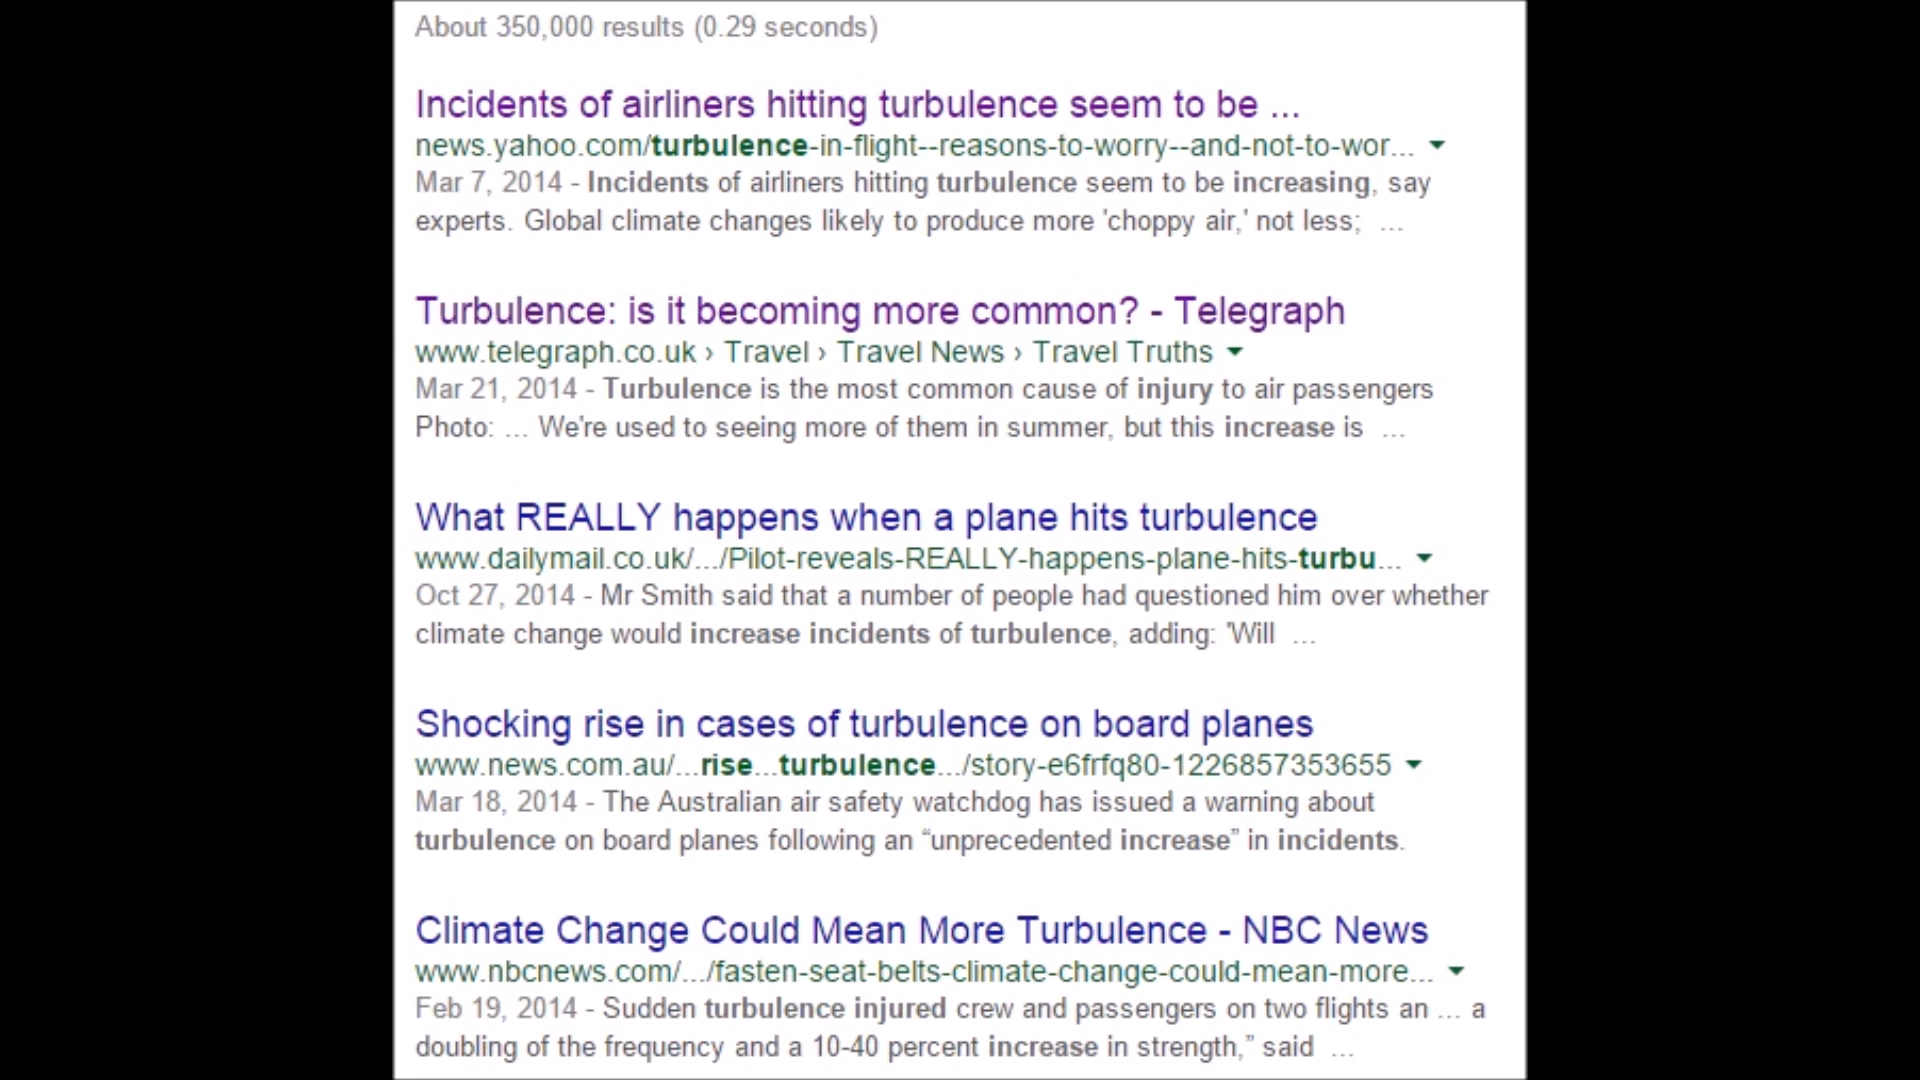 About 350,000 results (0.29 seconds)
Incidents of airliners hitting turbulence seem to be ...
news.yahoo.com/turbulence-in-flight--reasons-to-worry--and-not-to-wor...
Mar 7, 2014 - Incidents of airliners hitting turbulence seem to be increasing, say
experts. Global climate changes likely to produce more 'choppy air,' not less; ...
Turbulence: is it becoming more common? - Telegraph
www.telegraph.co.uk › Travel › Travel News › Travel Truths
Mar 21, 2014 - Turbulence is the most common cause of injury to air passengers
Photo: ... We're used to seeing more of them in summer, but this increase is ...
What REALLY happens when a plane hits turbulence
www.dailymail.co.uk/.../Pilot-reveals-REALLY-happens-plane-hits-turbu...
Oct 27, 2014 - Mr Smith said that a number of people had questioned him over whether
climate change would increase incidents of turbulence, adding: 'Will ...
Shocking rise in cases of turbulence on board planes
www.news.com.au/...rise...turbulence.../story-e6frfq80-1226857353655
Mar 18, 2014 - The Australian air safety watchdog has issued a warning about
turbulence on board planes following an “unprecedented increase” in incidents.
Climate Change Could Mean More Turbulence - NBC News
www.nbcnews.com/.../fasten-seat-belts-climate-change-could-mean-more...
Feb 19, 2014 - Sudden turbulence injured crew and passengers on two flights an ... a
doubling of the frequency and a 10-40 percent increase in strength,” said ...